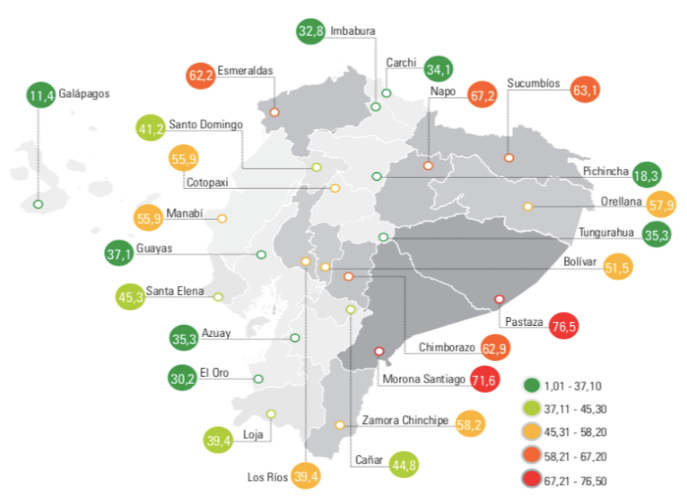 32,8 Imbabura
Carchi 34,1
62,2 Esmeraldas
Napo 67,2
Sucumbíos 63,1
11,4 Galápagos
41,2 Santo Domingo
55,9
Cotopaxi
Pichincha 18,3
Orellana 57,9
55,9 Manabí
Tungurahua 35,3
37,1 Guayas
Bolívar 51,5
45,3 Santa Elena
Pastaza 76,5
35,3 Azuay
Chimborazo 62,9
30,2 El Oro
Morona Santiago 71,6
1,01 - 37,10
37,11 - 45,30
45,31 - 58,20
58,21 - 67,20
67,21 - 76,50
Zamora Chinchipe 58,2
39,4 Loja
Cañar 44,8
Los Ríos 39,4